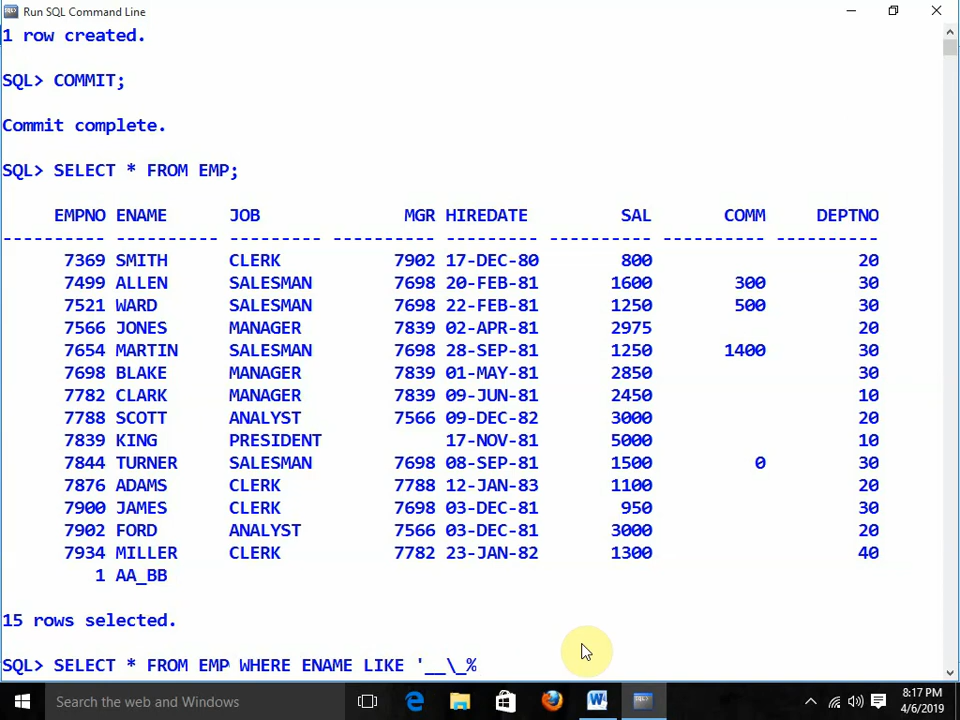 Run SQL Command Line
1 row created.
SQL> COMMIT;
Commit complete.
SQL> SELECT * FROM EMP;
EMPNO ENAME JOB MGR HIREDATE SAL COMM DEPTNO
---------- ---------- --------- ---------- --------- ---------- ---------- ----------
7369 SMITH CLERK 7902 17-DEC-80 800 20
7499 ALLEN SALESMAN 7698 20-FEB-81 1600 300 30
7521 WARD SALESMAN 7698 22-FEB-81 1250 500 30
7566 JONES MANAGER 7839 02-APR-81 2975 20
7654 MARTIN SALESMAN 7698 28-SEP-81 1250 1400 30
7698 BLAKE MANAGER 7839 01-MAY-81 2850 30
7782 CLARK MANAGER 7839 09-JUN-81 2450 10
7788 SCOTT ANALYST 7566 09-DEC-82 3000 20
7839 KING PRESIDENT 17-NOV-81 5000 10
7844 TURNER SALESMAN 7698 08-SEP-81 1500 0 30
7876 ADAMS CLERK 7788 12-JAN-83 1100 20
7900 JAMES CLERK 7698 03-DEC-81 950 30
7902 FORD ANALYST 7566 03-DEC-81 3000 20
7934 MILLER CLERK 7782 23-JAN-82 1300 40
1 AA_BB
15 rows selected.
SQL> SELECT * FROM EMP WHERE ENAME LIKE '__\_%
Search the web and Windows
8:17 PM
4/6/2019